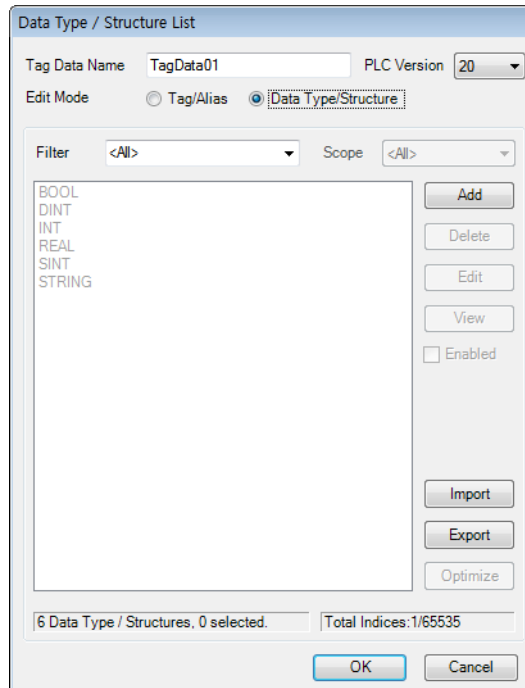 Data Type / Structure List
Tag Data Name TagData01 PLC Version 20
Edit Mode Tag/Alias Data Type/Structure
Filter <All> Scope <All>
BOOL
DINT
INT
REAL
SINT
STRING
Add
Delete
Edit
View
Enabled
Import
Export
Optimize
6 Data Type / Structures, 0 selected. Total Indices:1/65535
OK Cancel